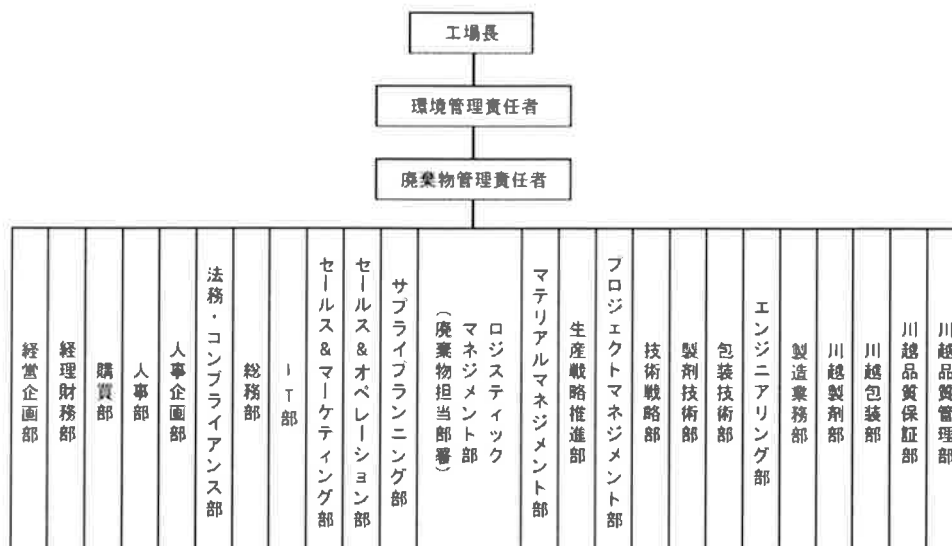 工場長
環境管理責任者
廃棄物管理責任者
経営企画部
経理財務部
購買部
人事部
人事企画部
法務・コンプライアンス部
総務部
IT部
セールス&マーケティング部
セールス&オペレーション部
サプライプランニング部
ロジスティック
マネジメント部
(廃棄物担当部署)
マテリアルマネジメント部
生産戦略推進部
プロジェクトマネジメント部
技術戦略部
製剤技術部
包装技術部
エンジニアリング部
製造業務部
川越製剤部
川越包装部
川越品質保証部
川越品質管理部